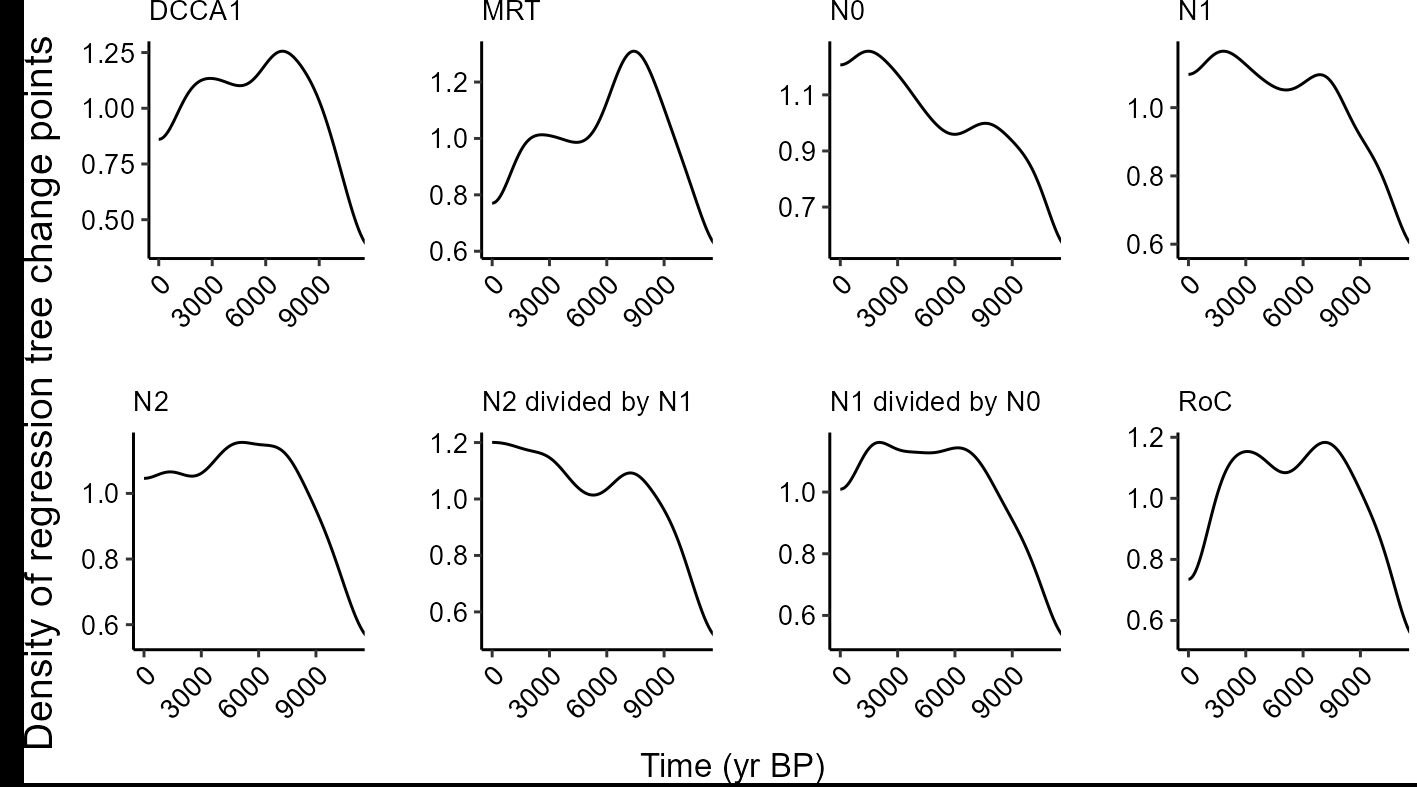 Density of regression tree change points
DCCA1
1.25
1.00
0.75
0.50
0 3000 6000 9000
MRT
1.2
1.0
0.8
0.6
0 3000 6000 9000
N0
1.1
0.9
0.7
0 3000 6000 9000
N1
1.0
0.8
0.6
0 3000 6000 9000
N2
1.0
0.8
0.6
0 3000 6000 9000
N2 divided by N1
1.2
1.0
0.8
0.6
0 3000 6000 9000
N1 divided by N0
1.0
0.8
0.6
0 3000 6000 9000
RoC
1.2
1.0
0.8
0.6
0 3000 6000 9000
Time (yr BP)